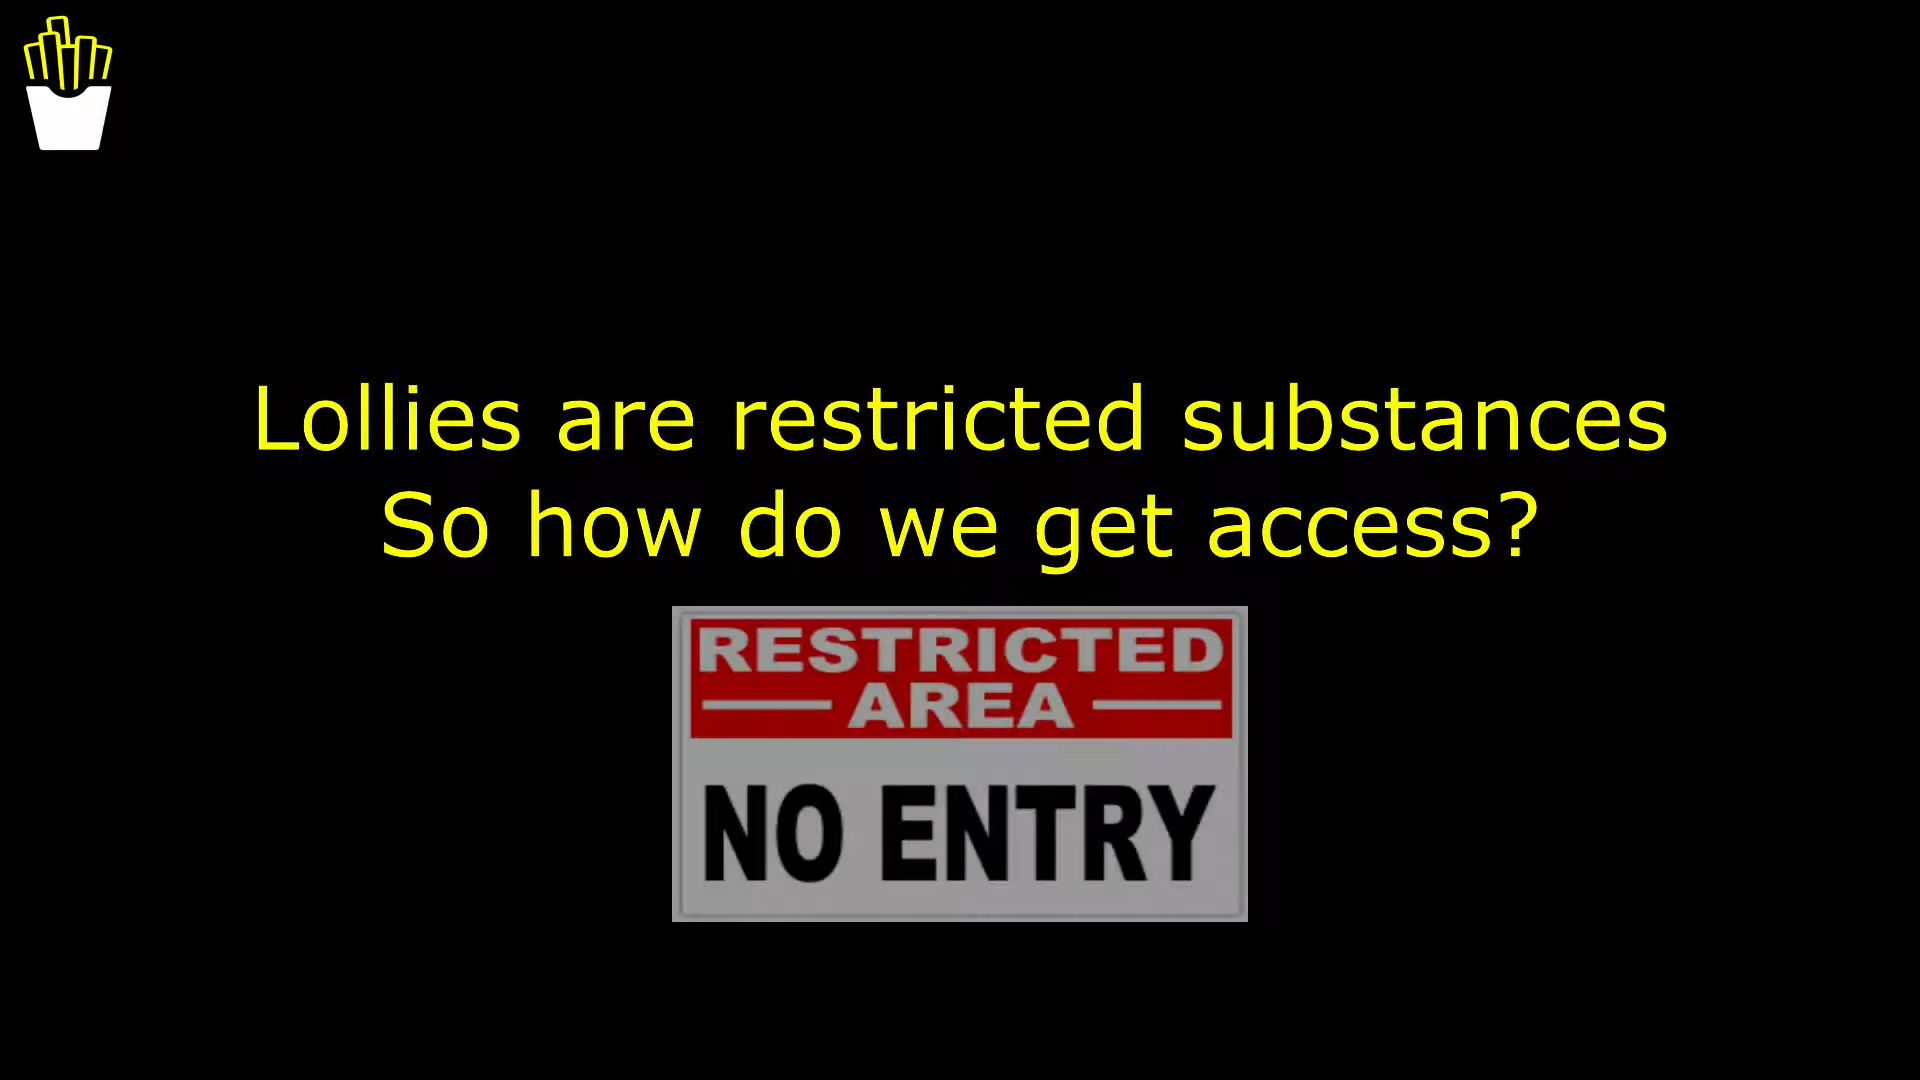 Lollies are restricted substances
So how do we get access?
RESTRICTED
AREA
NO ENTRY